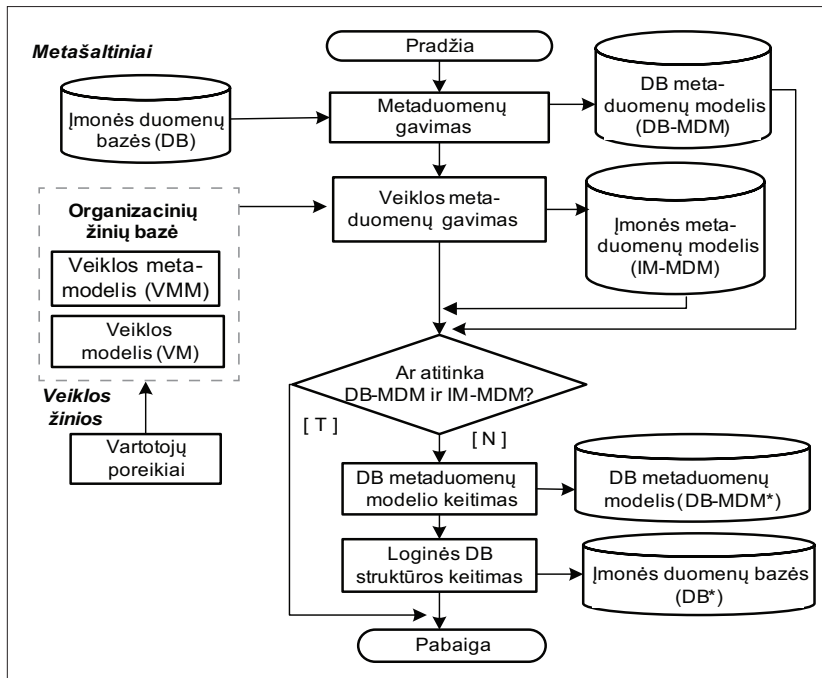 Metašaltiniai
Pradžia
Įmonės duomenų
bazės (DB)
Metaduomenų
gavimas
DB meta-
duomenų modelis
(DB-MDM)
Organizacinių
žinių bazė
Veiklos meta-
modelis (VMM)
Veiklos
modelis (VM)
Veiklos meta-
duomenų gavimas
Įmonės meta-
duomenų modelis
(IM-MDM)
Veiklos
žinios
Vartotojų
poreikiai
Ar atitinka
DB-MDM ir IM-MDM?
[ T ]
[ N ]
DB metaduomenų
modelio keitimas
DB metaduomenų
modelis (DB-MDM*)
Loginės DB
struktūros keitimas
Įmonės duomenų bazės
(DB*)
Pabaiga